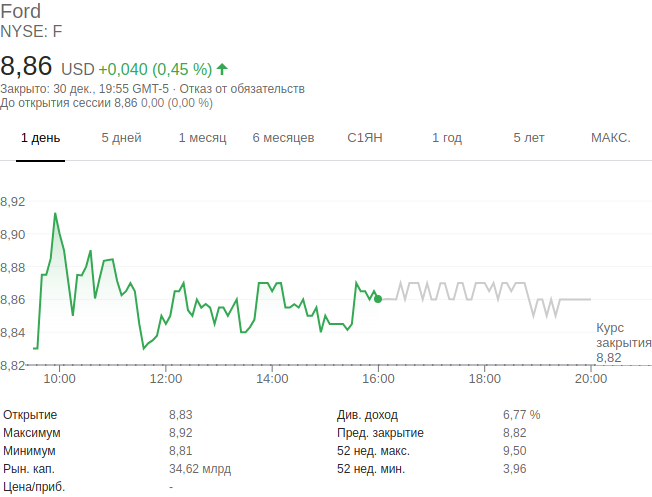 Ford
NYSE: F
8,86 USD +0,040 (0,45 %)
Закрыто: 30 дек., 19:55 GMT-5 · Отказ от обязательств
До открытия сессии 8,86 0,00 (0,00 %)
1 день 5 дней 1 месяц 6 месяцев С1ЯН 1 год 5 лет МАКС.
8,92
8,90
8,88
8,86
8,84
8,82
Курс
закрытия
8,82
10:00 12:00 14:00 16:00 18:00 20:00
Открытие 8,83 Див. доход 6,77 %
Максимум 8,92 Пред. закрытие 8,82
Минимум 8,81 52 нед. макс. 9,50
Рын. кап. 34,62 млрд 52 нед. мин. 3,96
Цена/приб. -